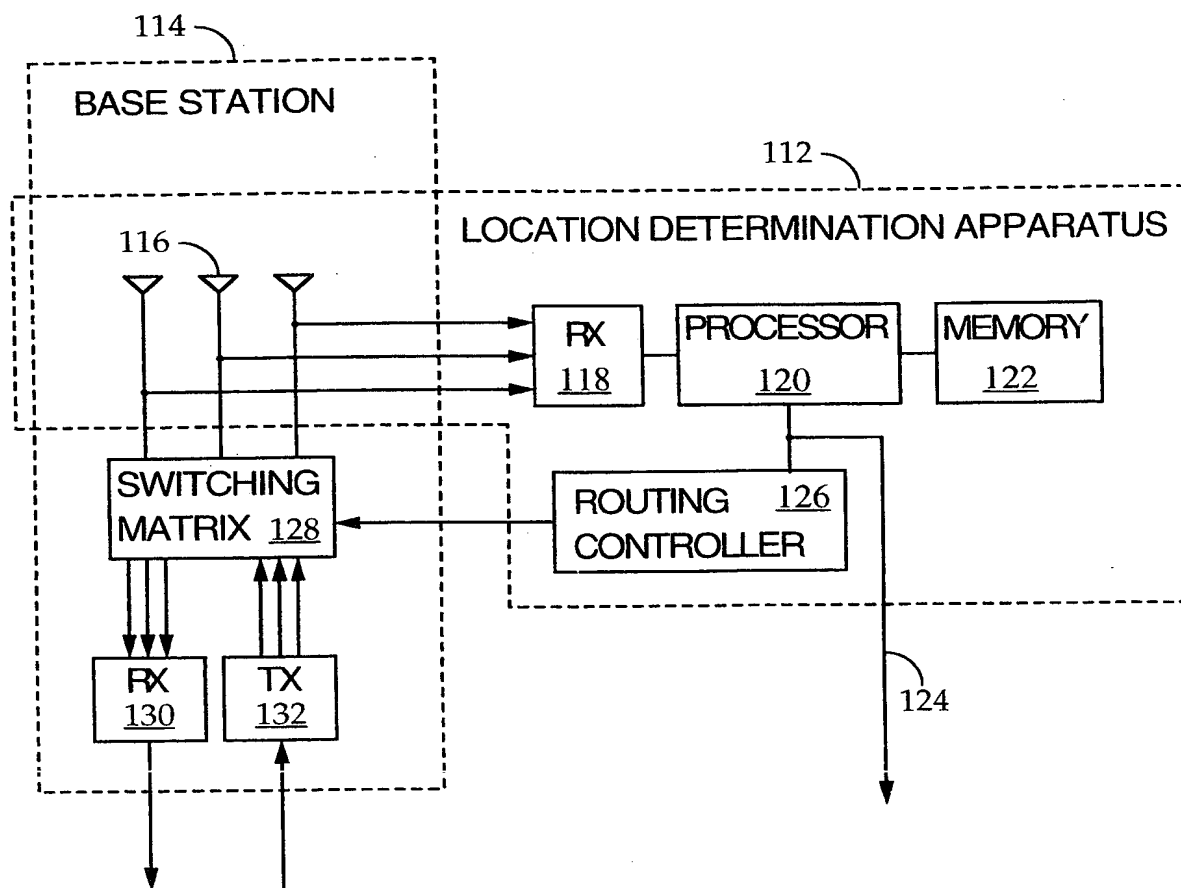 114
BASE STATION
112
LOCATION DETERMINATION APPARATUS
116
RX
118
PROCESSOR
120
MEMORY
122
SWITCHING
MATRIX 128
ROUTING 126
CONTROLLER
RX
130
TX
132
124